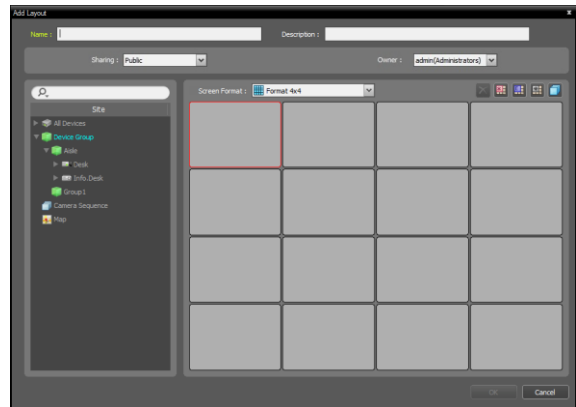 Add Layout
Name :
Description :
Sharing : Public
Owner : admin(Administrators)
Screen Format : Format 4x4
Site
All Devices
Device Group
Aisle
Desk
Info.Desk
Group1
Camera Sequence
Map
OK
Cancel